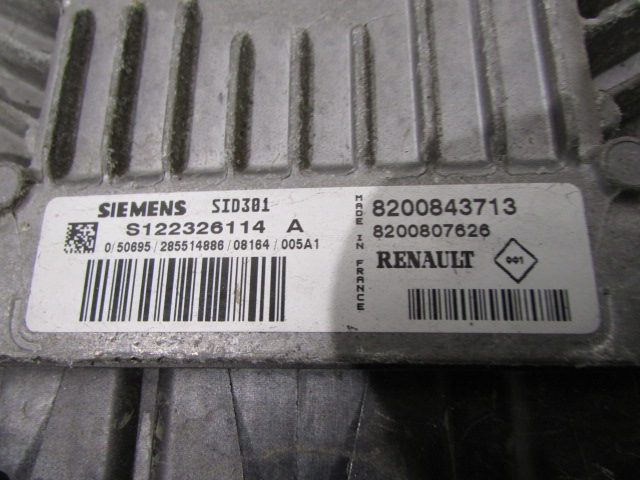 SIEMENS SID301
S122326114 A
0/50695/285514886/08164/005A1
MADE IN FRANCE
8200843713
8200807626
RENAULT 001